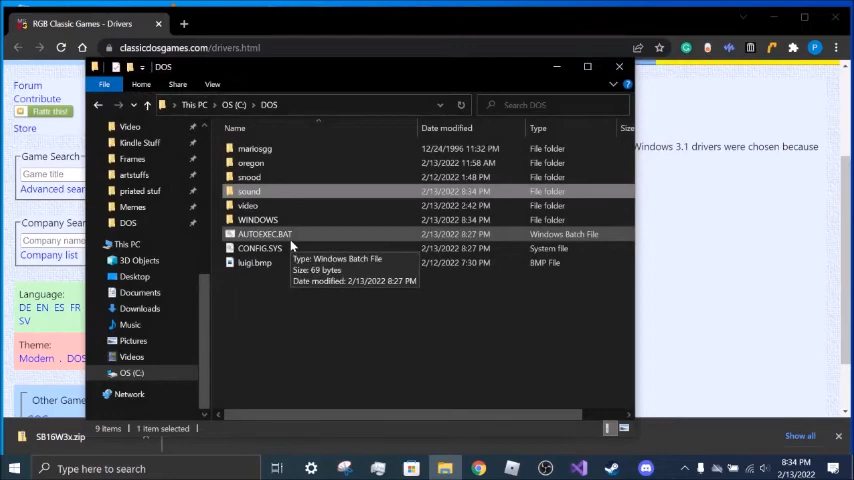 RGB Classic Games - Drivers
classicdosgames.com/drivers.html
P
DOS
File Home Share View
This PC OS (C:) DOS
Search DOS
Name Date modified Type Size
mariosgg 12/24/1996 11:32 PM File folder
oregon 2/13/2022 11:58 AM File folder
snood 2/12/2022 1:48 PM File folder
sound 2/13/2022 8:34 PM File folder
video 2/13/2022 2:42 PM File folder
WINDOWS 2/13/2022 8:34 PM File folder
AUTOEXEC.BAT 2/13/2022 8:27 PM Windows Batch File
CONFIG.SYS 2/13/2022 8:27 PM System file
luigi.bmp 2/12/2022 7:30 PM BMP File
Type: Windows Batch File
Size: 69 bytes
Date modified: 2/13/2022 8:27 PM
Video
Kindle Stuff
Frames
artstuffs
priated stuff
Memes
DOS
This PC
3D Objects
Desktop
Documents
Downloads
Music
Pictures
Videos
OS (C:)
Network
9 items 1 item selected
Forum
Contribute
Flattr this!
Store
Game Search
Game title
Advanced sear
Company Searc
Company name
Company list
Language:
DE EN ES FR
SV
Theme:
Modern . DOS
Other Game
Windows 3.1 drivers were chosen because
SB16W3x.zip
Show all
Type here to search
8:34 PM
2/13/2022